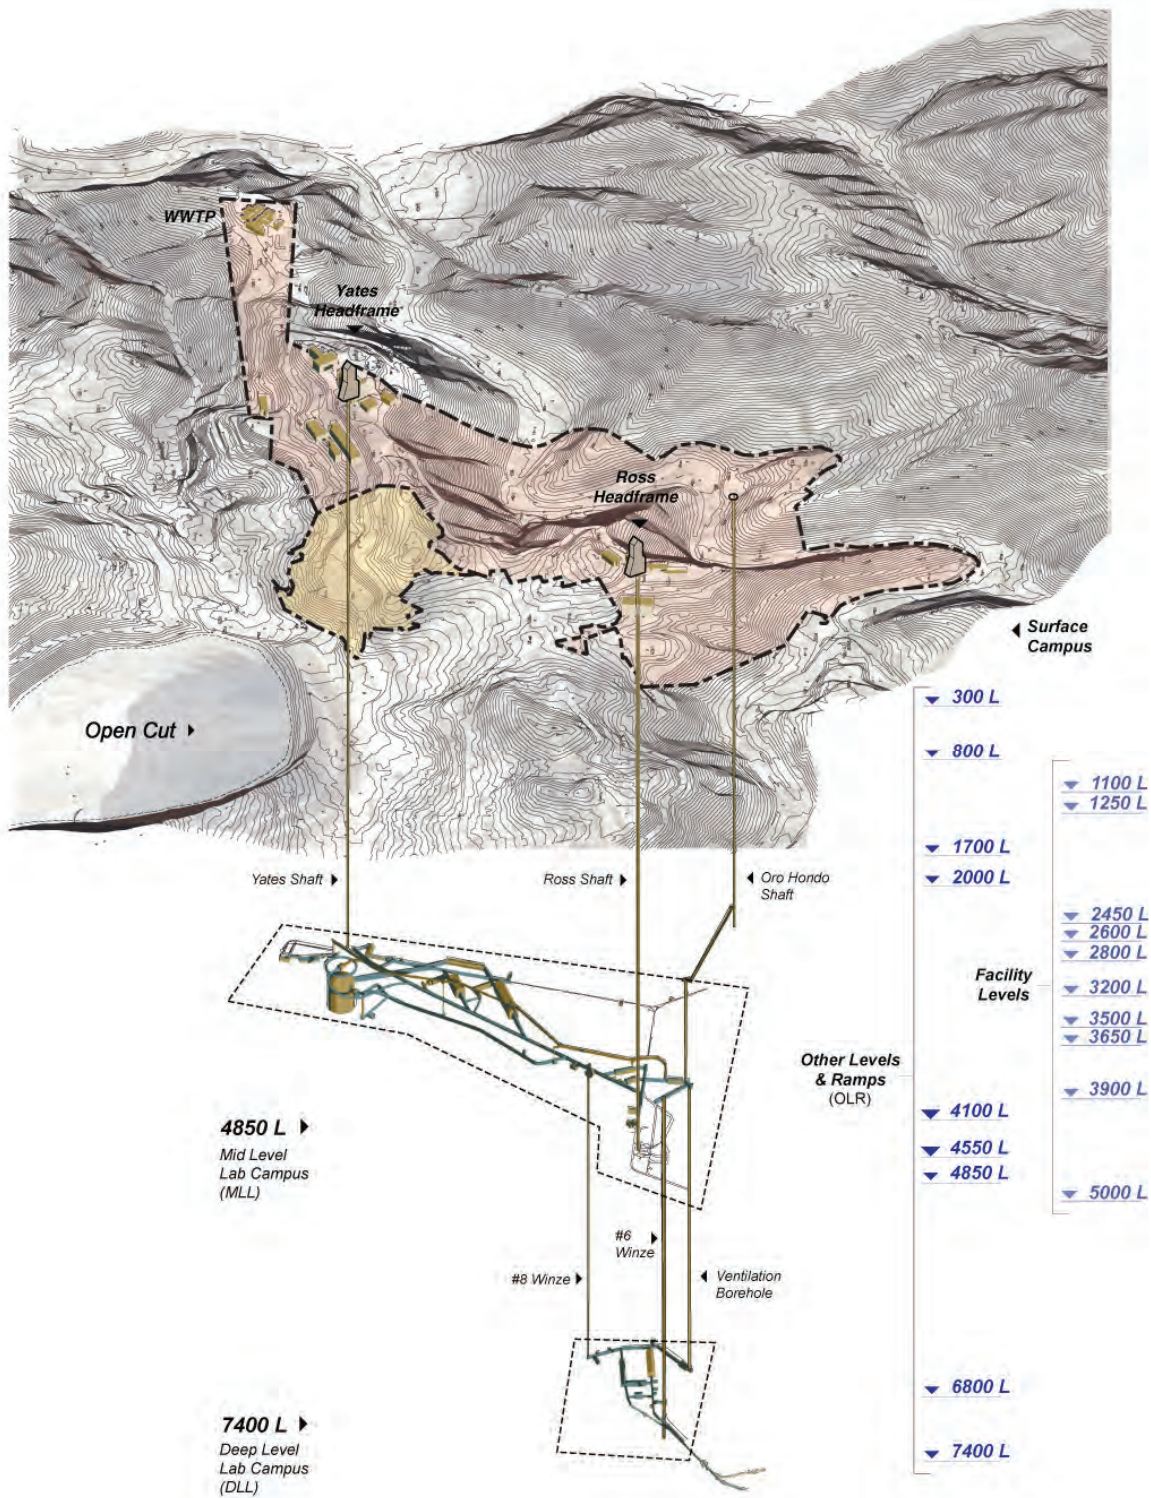 WWTP
Yates
Headframe
Ross
Headframe
Surface
Campus
Open Cut
300 L
800 L
1100 L
1250 L
1700 L
2000 L
Yates Shaft
Ross Shaft
Oro Hondo
Shaft
2450 L
2600 L
2800 L
Facility
Levels
3200 L
3500 L
3650 L
Other Levels
& Ramps
(OLR)
3900 L
4100 L
4550 L
4850 L
5000 L
4850 L
Mid Level
Lab Campus
(MLL)
#6
Winze
#8 Winze
Ventilation
Borehole
6800 L
7400 L
7400 L
Deep Level
Lab Campus
(DLL)